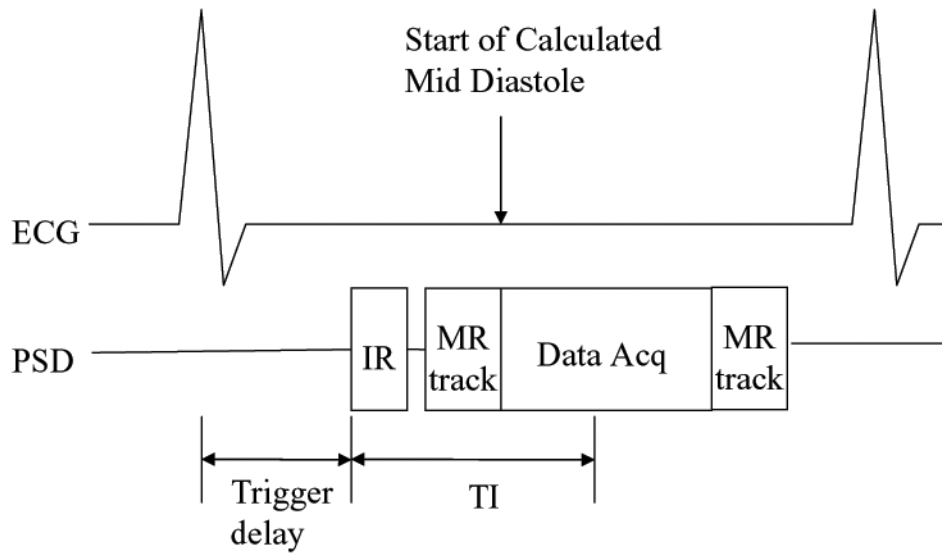 Start of Calculated
Mid Diastole
ECG
PSD
IR
MR
track
Data Acq
MR
track
Trigger
delay
TI